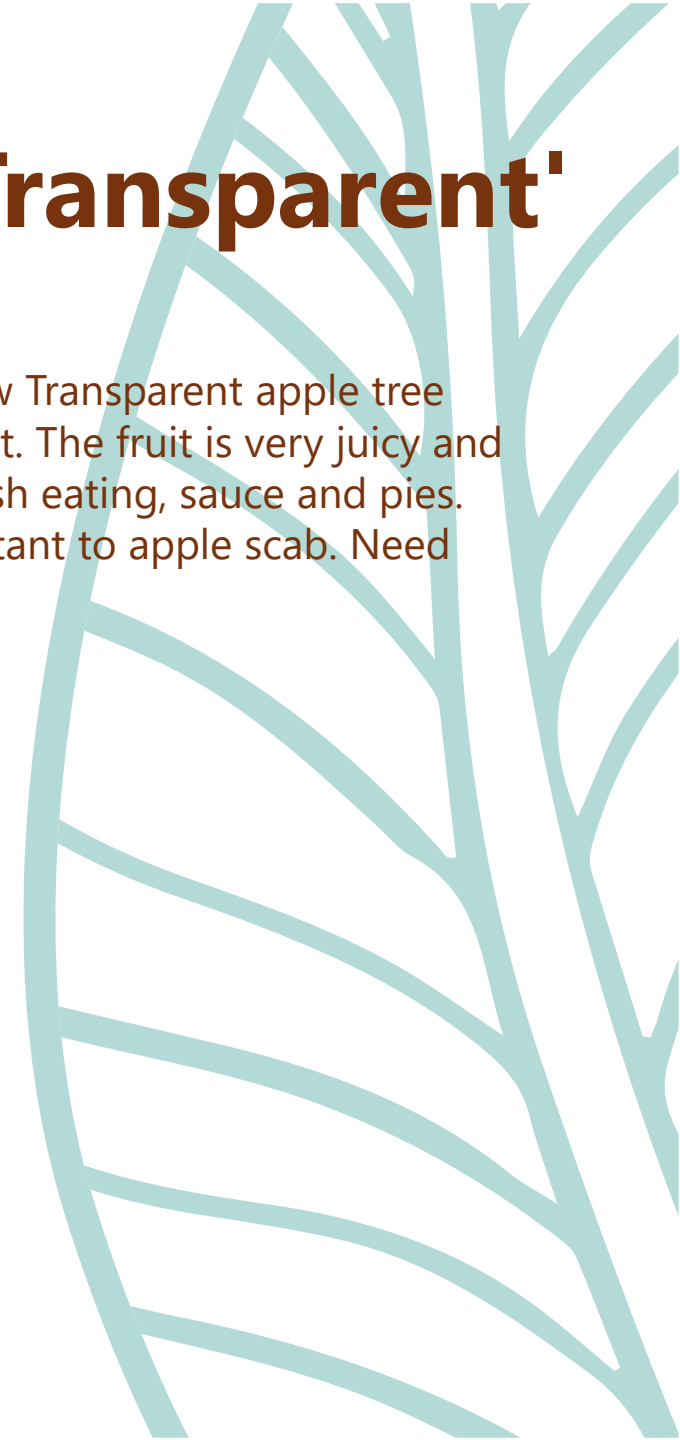 ransparent'
w Transparent apple tree
t. The fruit is very juicy and
sh eating, sauce and pies.
tant to apple scab. Need